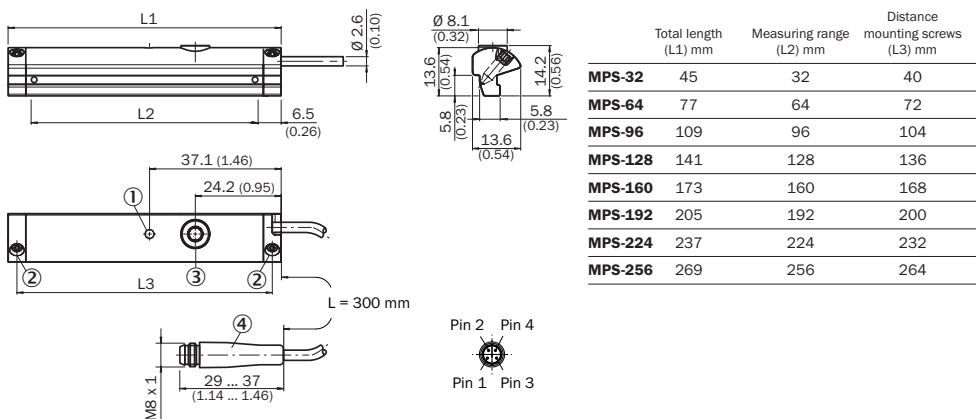 L1
Ø 2.6
(0.10)
L2
6.5
(0.26)
Ø 8.1
(0.32)
13.6
(0.54)
14.2
(0.56)
5.8
(0.23)
5.8
(0.23)
13.6
(0.54)
37.1 (1.46)
24.2 (0.95)
①
② ③ ②
L3
L = 300 mm
④
M8 x 1
29 ... 37
(1.14 ... 1.46)
Pin 2 Pin 4
Pin 1 Pin 3
Total length (L1) mm Measuring range (L2) mm Distance mounting screws (L3) mm
MPS-32 45 32 40
MPS-64 77 64 72
MPS-96 109 96 104
MPS-128 141 128 136
MPS-160 173 160 168
MPS-192 205 192 200
MPS-224 237 224 232
MPS-256 269 256 264